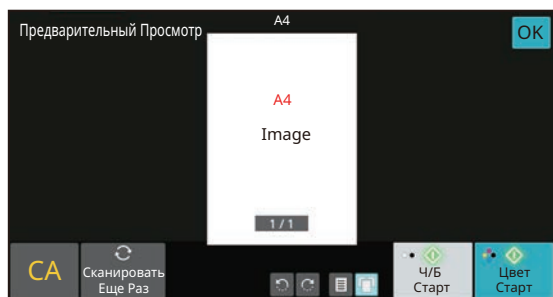 A4
Предварительный Просмотр
OK
A4
Image
1 / 1
CA
Сканировать
Еще Раз
Ч/Б
Старт
Цвет
Старт